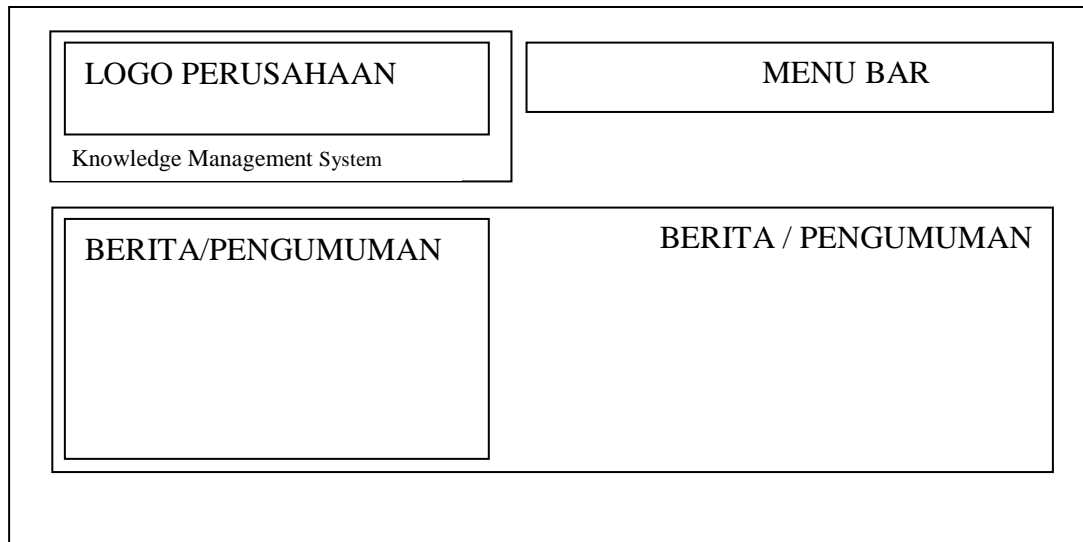 LOGO PERUSAHAAN
MENU BAR
Knowledge Management System
BERITA/PENGUMUMAN
BERITA / PENGUMUMAN